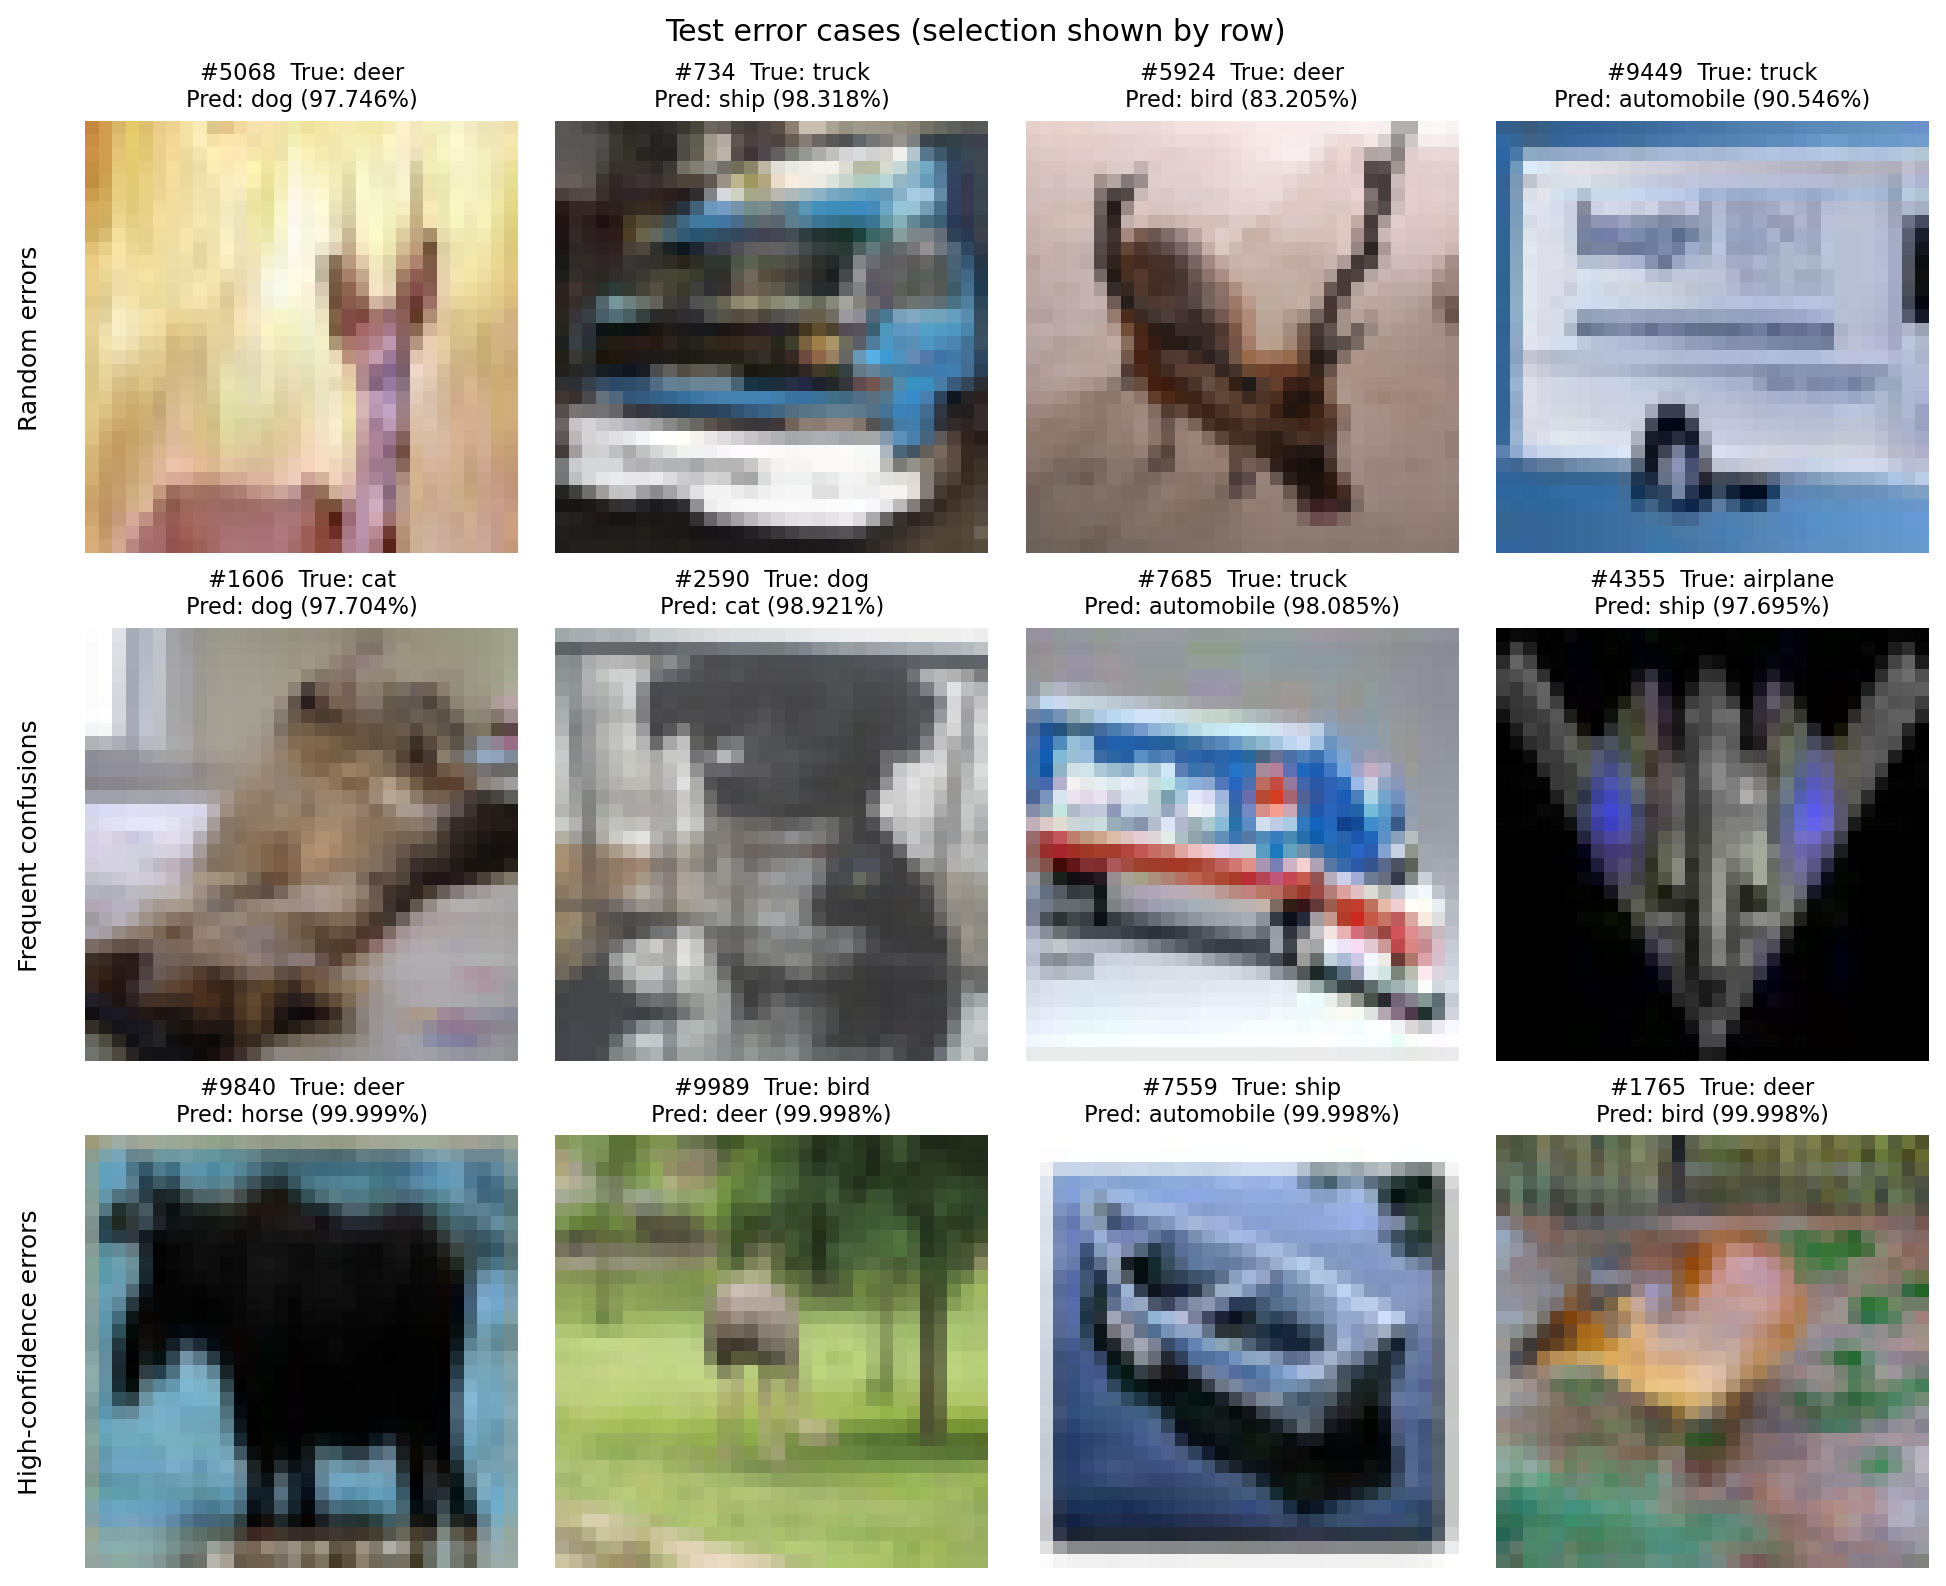 Test error cases (selection shown by row)
#5068  True: deer
Pred: dog (97.746%)
#734  True: truck
Pred: ship (98.318%)
#5924  True: deer
Pred: bird (83.205%)
#9449  True: truck
Pred: automobile (90.546%)
Random errors
#1606  True: cat
Pred: dog (97.704%)
#2590  True: dog
Pred: cat (98.921%)
#7685  True: truck
Pred: automobile (98.085%)
#4355  True: airplane
Pred: ship (97.695%)
Frequent confusions
#9840  True: deer
Pred: horse (99.999%)
#9989  True: bird
Pred: deer (99.998%)
#7559  True: ship
Pred: automobile (99.998%)
#1765  True: deer
Pred: bird (99.998%)
High-confidence errors